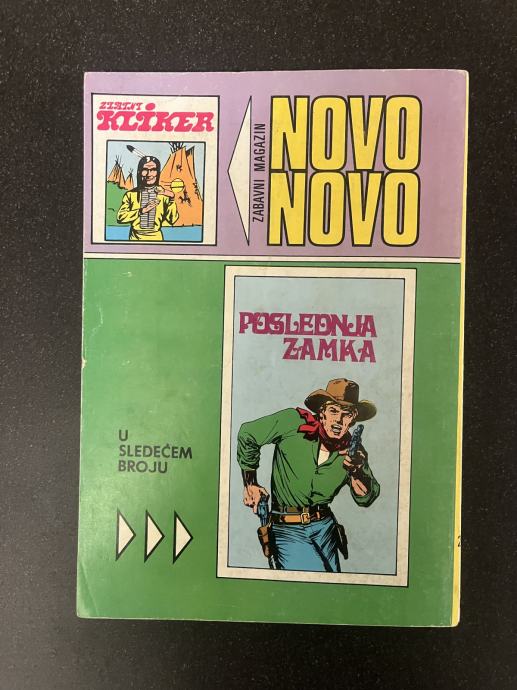 ZLATNI
KLIKER
ZABAVNI MAGAZIN
NOVO
NOVO
POSLEDNJA
ZAMKA
U
SLEDEĆEM
BROJU